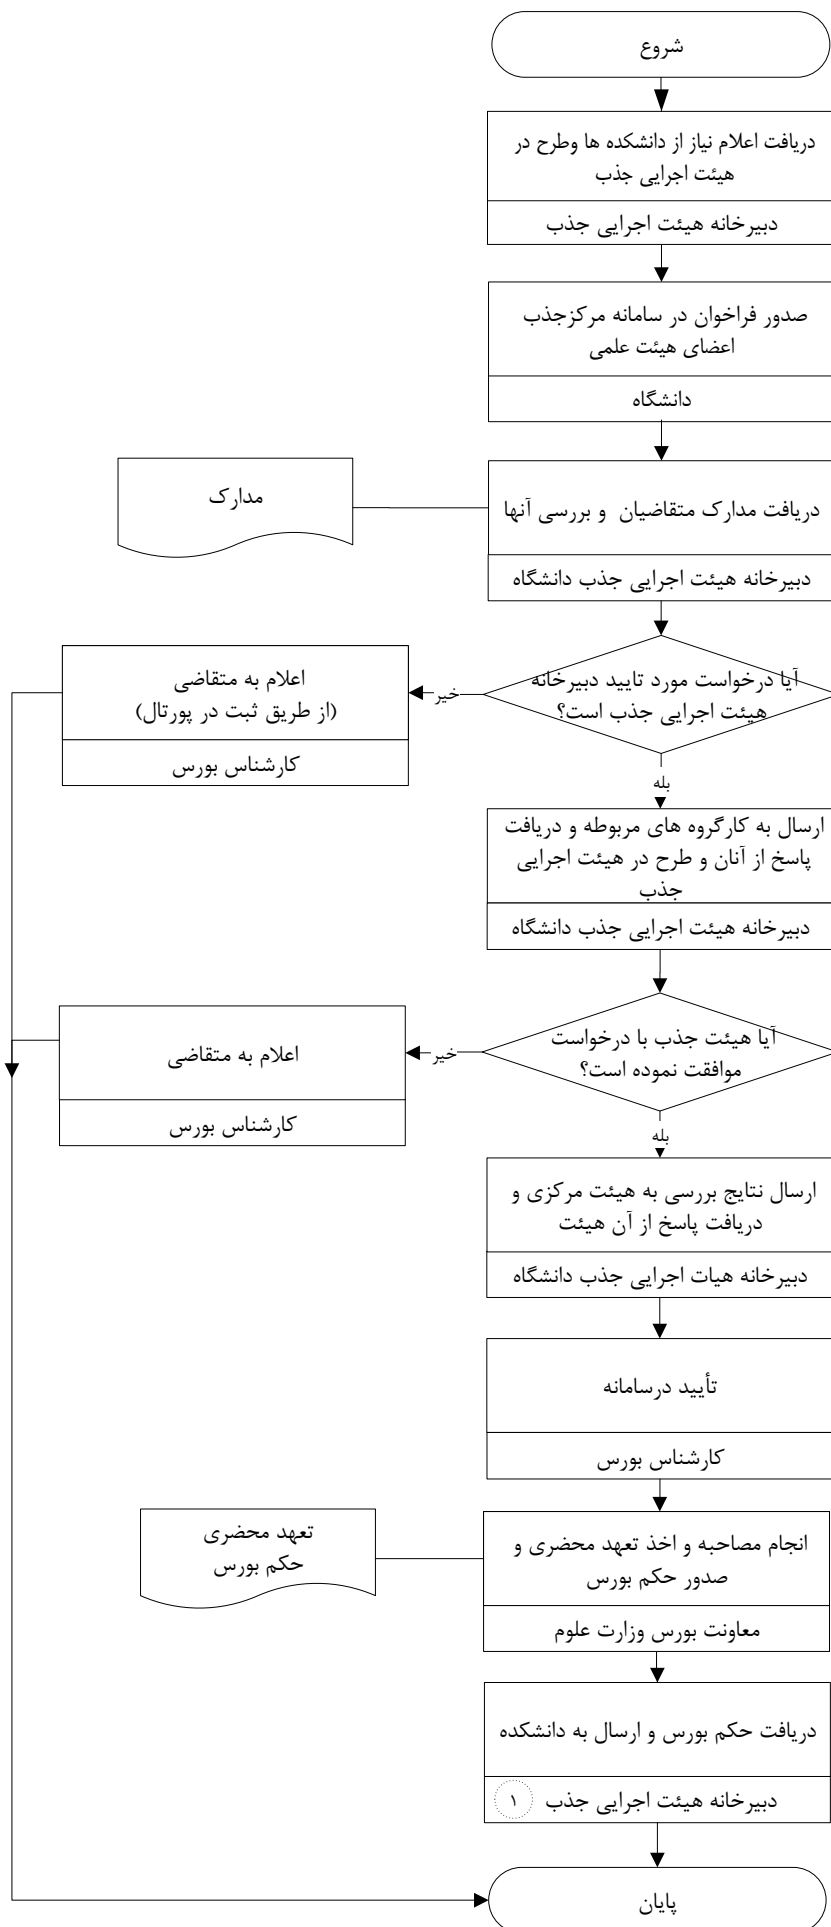 شروع
دریافت اعلام نیاز از دانشکده ها وطرح در
هیئت اجرایی جذب
دبیرخانه هیئت اجرایی جذب
صدور فراخوان در سامانه مرکزجذب
اعضای هیئت علمی
دانشگاه
دریافت مدارک متقاضیان و بررسی آنها
دبیرخانه هیئت اجرایی جذب دانشگاه
مدارک
آیا درخواست مورد تایید دبیرخانه
هیئت اجرایی جذب است؟
خیر
اعلام به متقاضی
(از طریق ثبت در پورتال)
کارشناس بورس
بله
ارسال به کارگروه های مربوطه و دریافت
پاسخ از آنان و طرح در هیئت اجرایی
جذب
دبیرخانه هیئت اجرایی جذب دانشگاه
آیا هیئت جذب با درخواست
موافقت نموده است؟
خیر
اعلام به متقاضی
کارشناس بورس
بله
ارسال نتایج بررسی به هیئت مرکزی و
دریافت پاسخ از آن هیئت
دبیرخانه هیات اجرایی جذب دانشگاه
تأیید درسامانه
کارشناس بورس
انجام مصاحبه و اخذ تعهد محضری و
صدور حکم بورس
معاونت بورس وزارت علوم
تعهد محضری
حکم بورس
دریافت حکم بورس و ارسال به دانشکده
دبیرخانه هیئت اجرایی جذب ۱
پایان